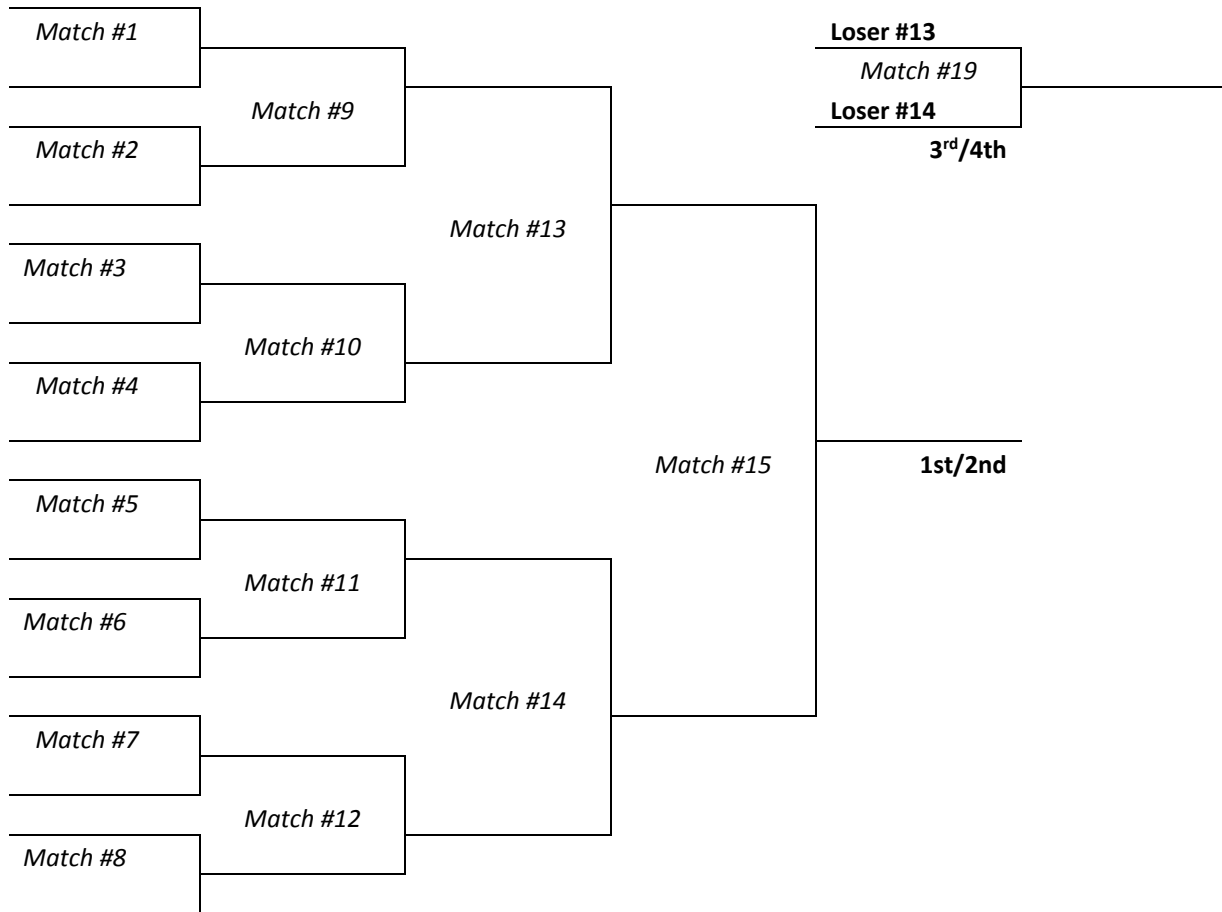 Match #1
Loser #13
Match #19
Match #9
Loser #14
Match #2
3rd/4th
Match #13
Match #3
Match #10
Match #4
Match #15
1st/2nd
Match #5
Match #11
Match #6
Match #14
Match #7
Match #12
Match #8